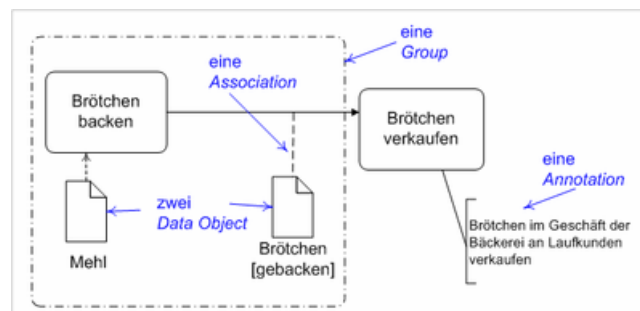 eine
Group
eine
Association
Brötchen
backen
Brötchen
verkaufen
eine
Annotation
zwei
Data Object
Mehl
Brötchen
[gebacken]
Brötchen im Geschäft der
Bäckerei an Laufkunden
verkaufen